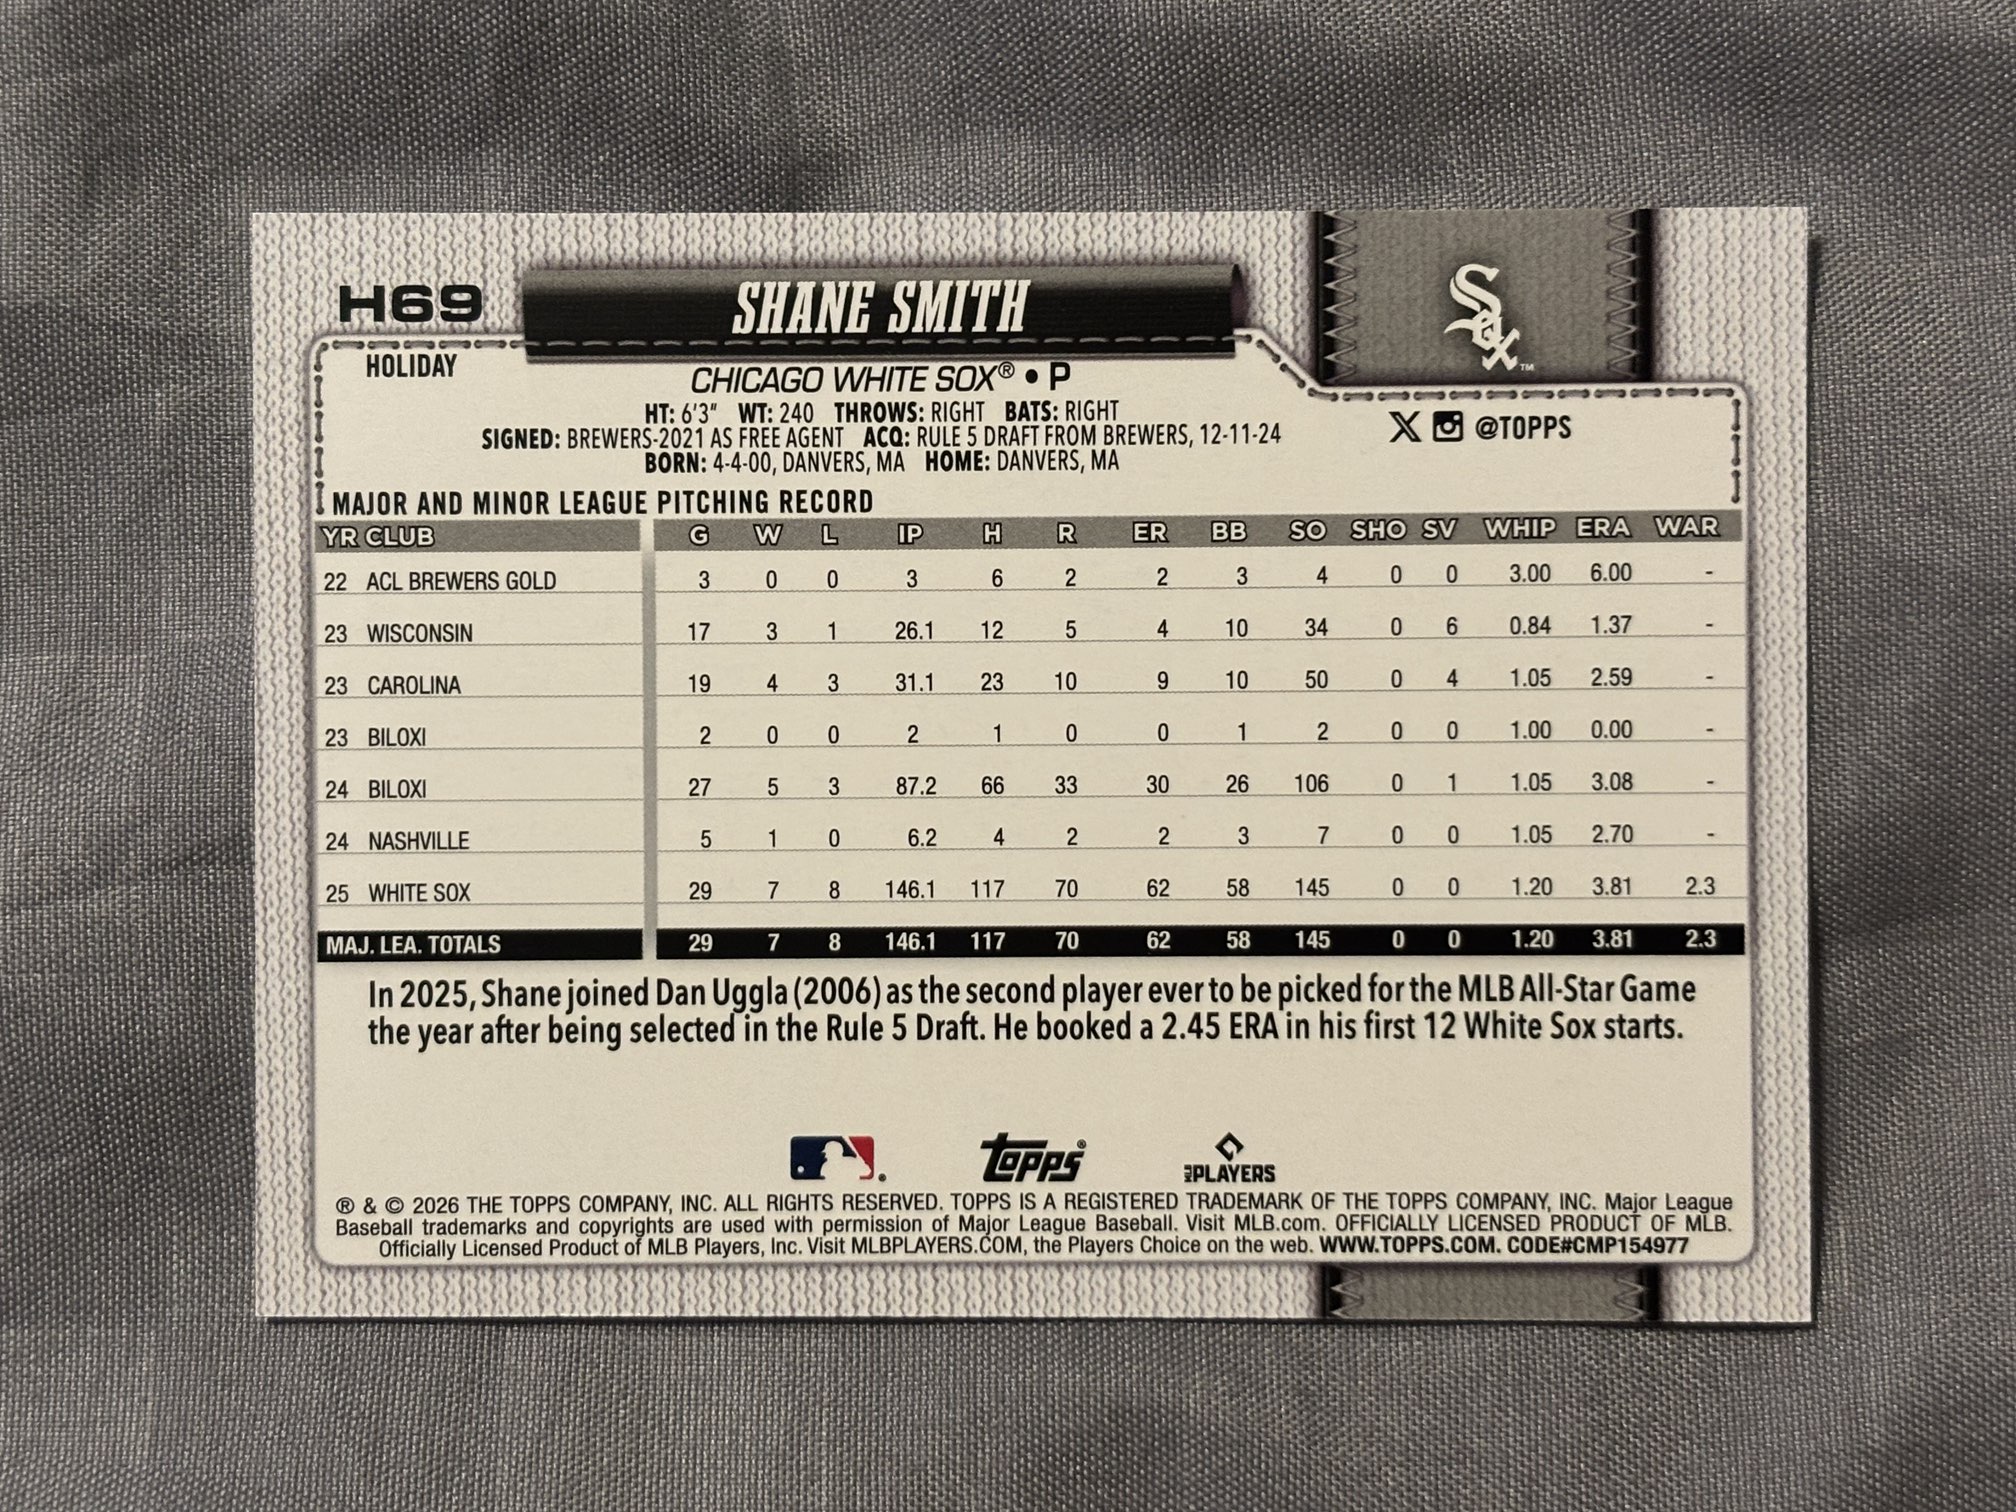 H69
SHANE SMITH
Sox™
HOLIDAY
CHICAGO WHITE SOX® • P
HT: 6'3" WT: 240 THROWS: RIGHT BATS: RIGHT
SIGNED: BREWERS-2021 AS FREE AGENT ACQ: RULE 5 DRAFT FROM BREWERS, 12-11-24
BORN: 4-4-00, DANVERS, MA HOME: DANVERS, MA
X @TOPPS
MAJOR AND MINOR LEAGUE PITCHING RECORD
YR CLUB G W L IP H R ER BB SO SHO SV WHIP ERA WAR
22 ACL BREWERS GOLD 3 0 0 3 6 2 2 3 4 0 0 3.00 6.00 -
23 WISCONSIN 17 3 1 26.1 12 5 4 10 34 0 6 0.84 1.37 -
23 CAROLINA 19 4 3 31.1 23 10 9 10 50 0 4 1.05 2.59 -
23 BILOXI 2 0 0 2 1 0 0 1 2 0 0 1.00 0.00 -
24 BILOXI 27 5 3 87.2 66 33 30 26 106 0 1 1.05 3.08 -
24 NASHVILLE 5 1 0 6.2 4 2 2 3 7 0 0 1.05 2.70 -
25 WHITE SOX 29 7 8 146.1 117 70 62 58 145 0 0 1.20 3.81 2.3
MAJ. LEA. TOTALS 29 7 8 146.1 117 70 62 58 145 0 0 1.20 3.81 2.3
In 2025, Shane joined Dan Uggla (2006) as the second player ever to be picked for the MLB All-Star Game
the year after being selected in the Rule 5 Draft. He booked a 2.45 ERA in his first 12 White Sox starts.
Topps® MLB PLAYERS
® & © 2026 THE TOPPS COMPANY, INC. ALL RIGHTS RESERVED. TOPPS IS A REGISTERED TRADEMARK OF THE TOPPS COMPANY, INC. Major League
Baseball trademarks and copyrights are used with permission of Major League Baseball. Visit MLB.com. OFFICIALLY LICENSED PRODUCT OF MLB.
Officially Licensed Product of MLB Players, Inc. Visit MLBPLAYERS.COM, the Players Choice on the web. WWW.TOPPS.COM. CODE#CMP154977